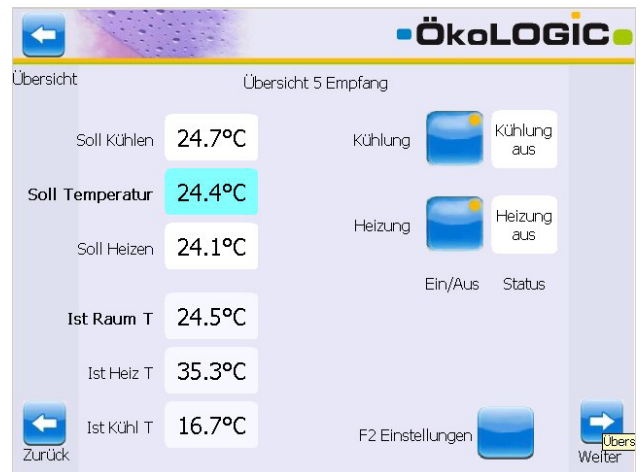 ÖkoLOGIC
Übersicht
Übersicht 5 Empfang
Soll Kühlen 24.7°C
Kühlung
Kühlung
aus
Soll Temperatur 24.4°C
Heizung
Heizung
aus
Soll Heizen 24.1°C
Ein/Aus Status
Ist Raum T 24.5°C
Ist Heiz T 35.3°C
Ist Kühl T 16.7°C
F2 Einstellungen
Übers
Zurück
Weiter